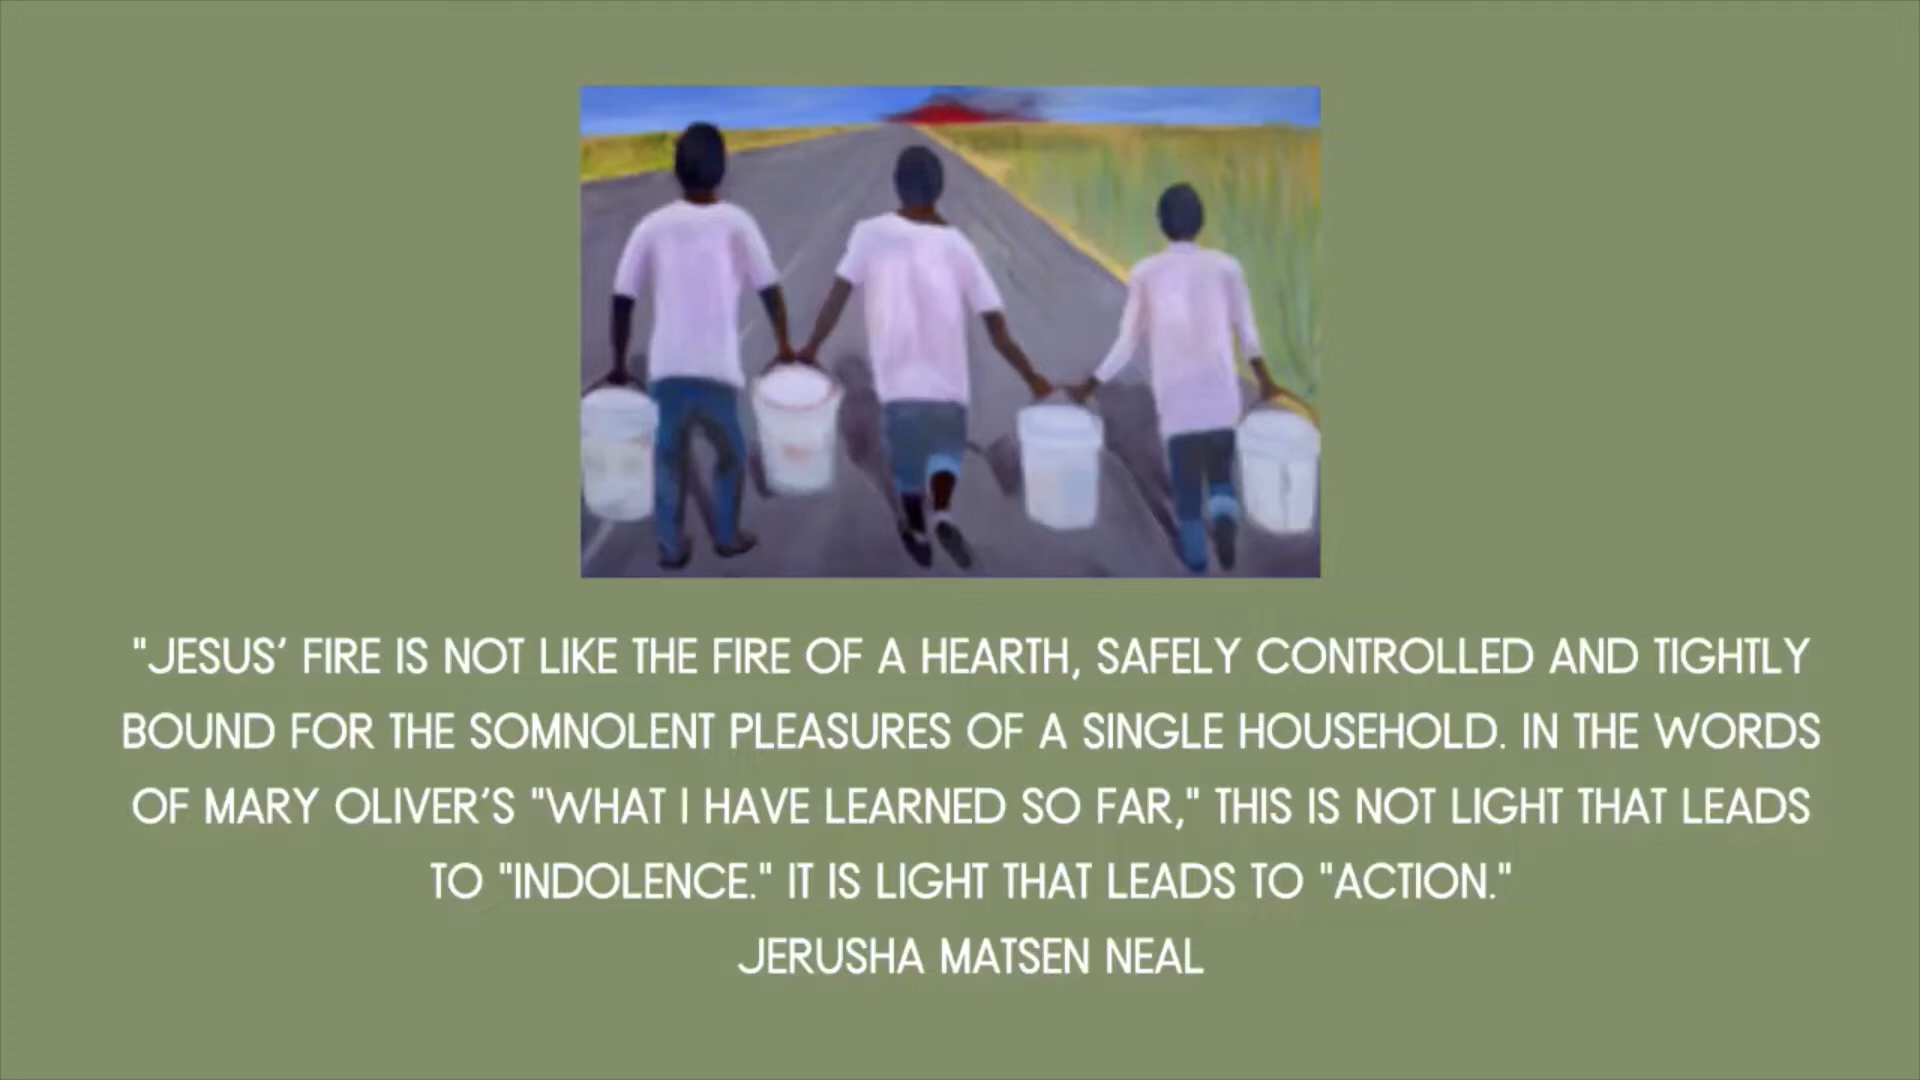 "JESUS’ FIRE IS NOT LIKE THE FIRE OF A HEARTH, SAFELY CONTROLLED AND TIGHTLY
BOUND FOR THE SOMNOLENT PLEASURES OF A SINGLE HOUSEHOLD. IN THE WORDS
OF MARY OLIVER’S "WHAT I HAVE LEARNED SO FAR," THIS IS NOT LIGHT THAT LEADS
TO "INDOLENCE." IT IS LIGHT THAT LEADS TO "ACTION."
JERUSHA MATSEN NEAL